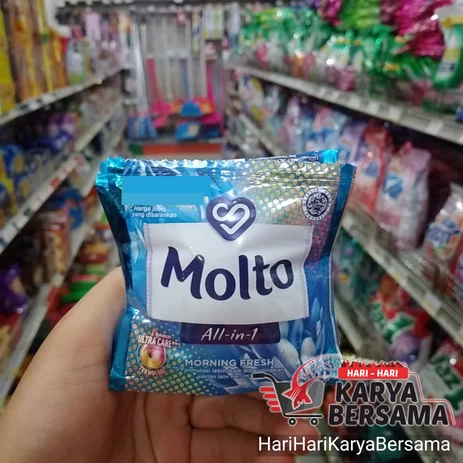 Harga jual
yang disarankan
Molto
All-in-1
ULTRA CARE
MORNING FRESH
HARI - HARI
KARYA
BERSAMA
HariHariKaryaBersama